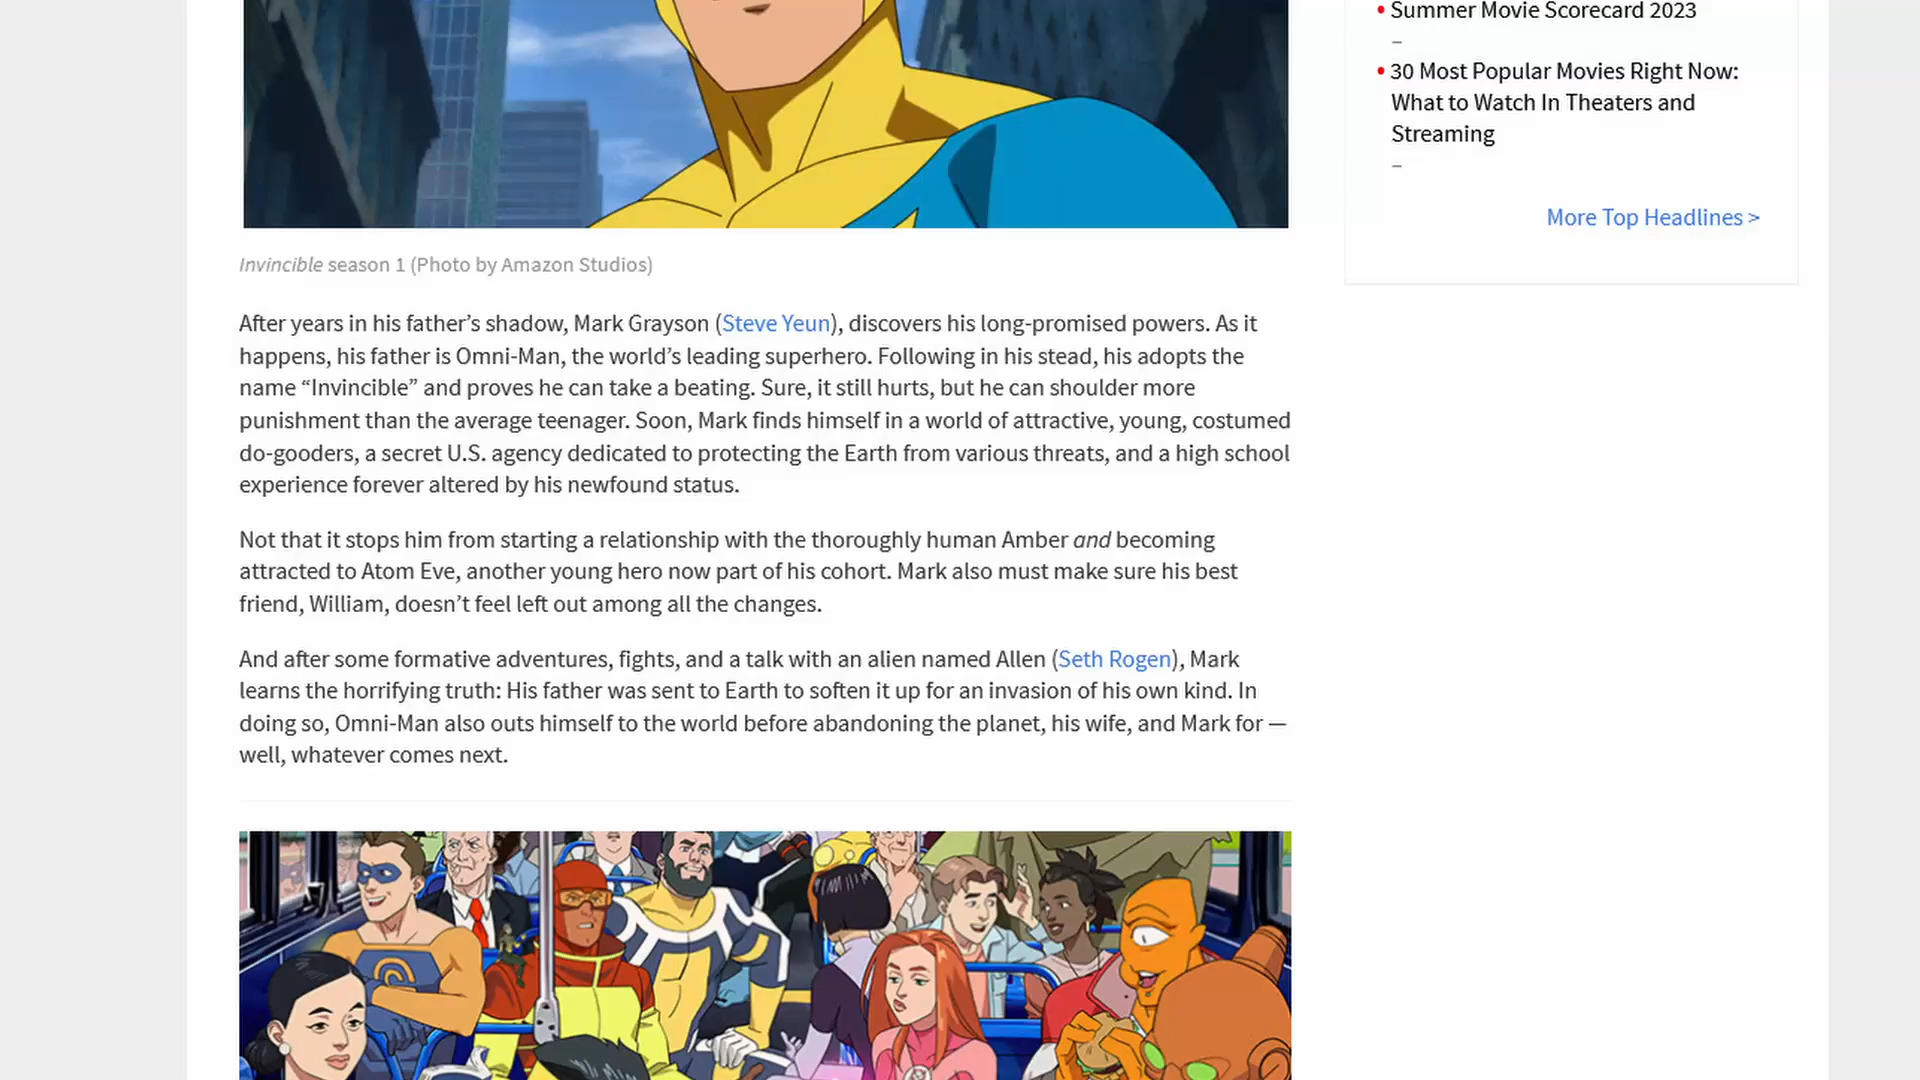 Summer Movie Scorecard 2023
–
30 Most Popular Movies Right Now:
What to Watch In Theaters and
Streaming
–
More Top Headlines >
Invincible season 1 (Photo by Amazon Studios)
After years in his father’s shadow, Mark Grayson (Steve Yeun), discovers his long-promised powers. As it
happens, his father is Omni-Man, the world’s leading superhero. Following in his stead, his adopts the
name “Invincible” and proves he can take a beating. Sure, it still hurts, but he can shoulder more
punishment than the average teenager. Soon, Mark finds himself in a world of attractive, young, costumed
do-gooders, a secret U.S. agency dedicated to protecting the Earth from various threats, and a high school
experience forever altered by his newfound status.
Not that it stops him from starting a relationship with the thoroughly human Amber and becoming
attracted to Atom Eve, another young hero now part of his cohort. Mark also must make sure his best
friend, William, doesn’t feel left out among all the changes.
And after some formative adventures, fights, and a talk with an alien named Allen (Seth Rogen), Mark
learns the horrifying truth: His father was sent to Earth to soften it up for an invasion of his own kind. In
doing so, Omni-Man also outs himself to the world before abandoning the planet, his wife, and Mark for —
well, whatever comes next.